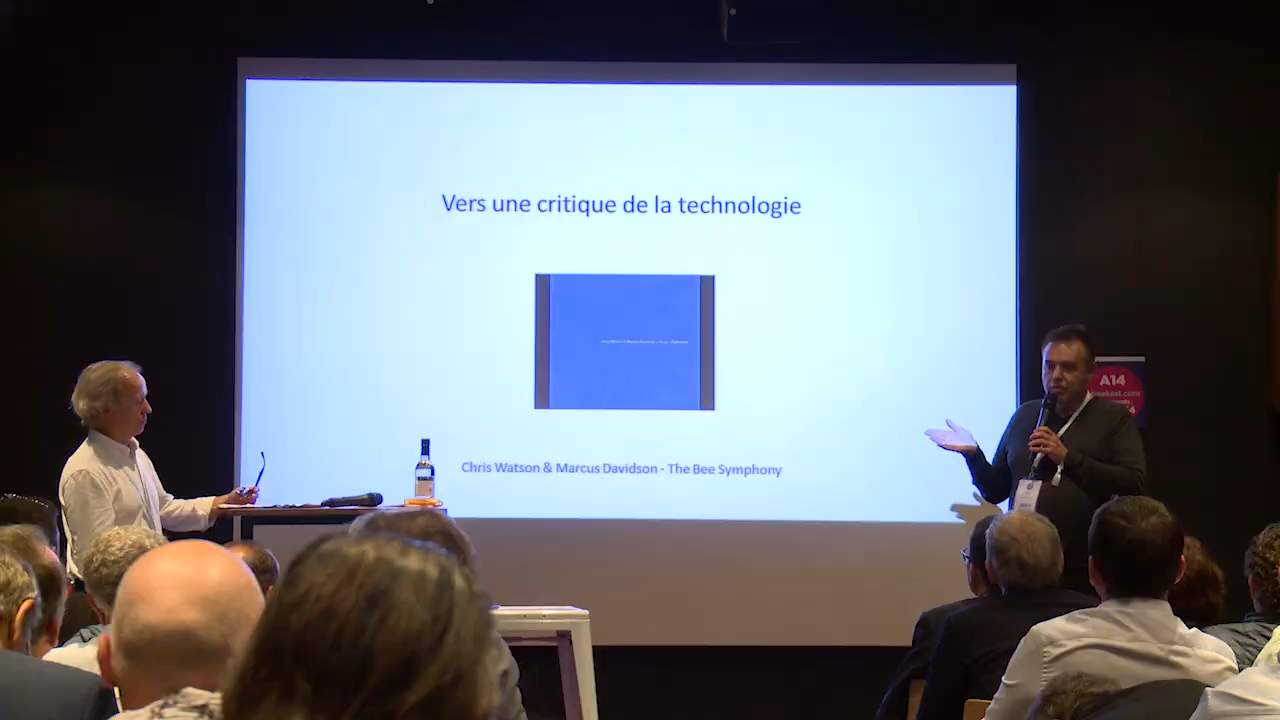 Vers une critique de la technologie
Chris Watson & Marcus Davidson - The Bee Symphony
A14